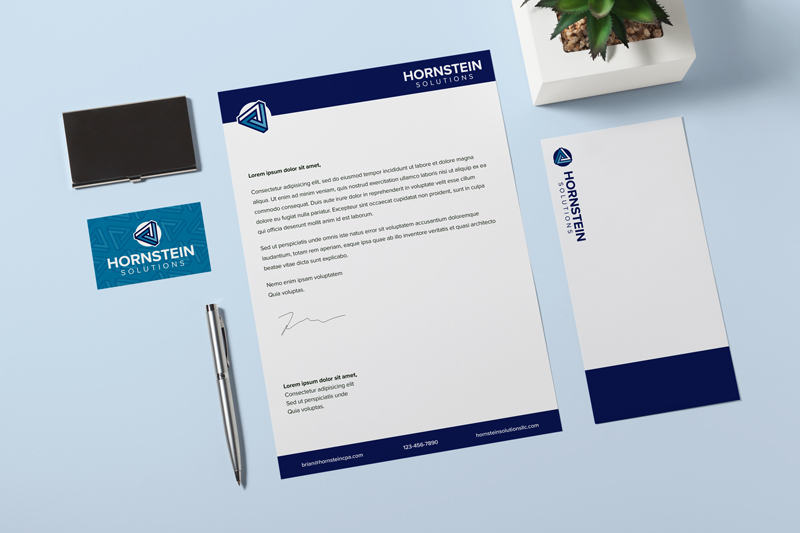 HORNSTEIN
SOLUTIONS
Lorem ipsum dolor sit amet,
Consectetur adipisicing elit, sed do eiusmod tempor incididunt ut labore et dolore magna
aliqua. Ut enim ad minim veniam, quis nostrud exercitation ullamco laboris nisi ut aliquip ex ea
commodo consequat. Duis aute irure dolor in reprehenderit in voluptate velit esse cillum
dolore eu fugiat nulla pariatur. Excepteur sint occaecat cupidatat non proident, sunt in culpa
qui officia deserunt mollit anim id est laborum.
Sed ut perspiciatis unde omnis iste natus error sit voluptatem accusantium doloremque
laudantium, totam rem aperiam, eaque ipsa quae ab illo inventore veritatis et quasi architecto
beatae vitae dicta sunt explicabo.
Nemo enim ipsam voluptatem
Quia voluptas.
Lorem ipsum dolor sit amet,
Consectetur adipisicing elit
Sed ut perspiciatis unde
Quia voluptas.
brian@hornsteincpa.com
123-456-7890
hornsteinsolutionsllc.com
HORNSTEIN
SOLUTIONS
HORNSTEIN
SOLUTIONS